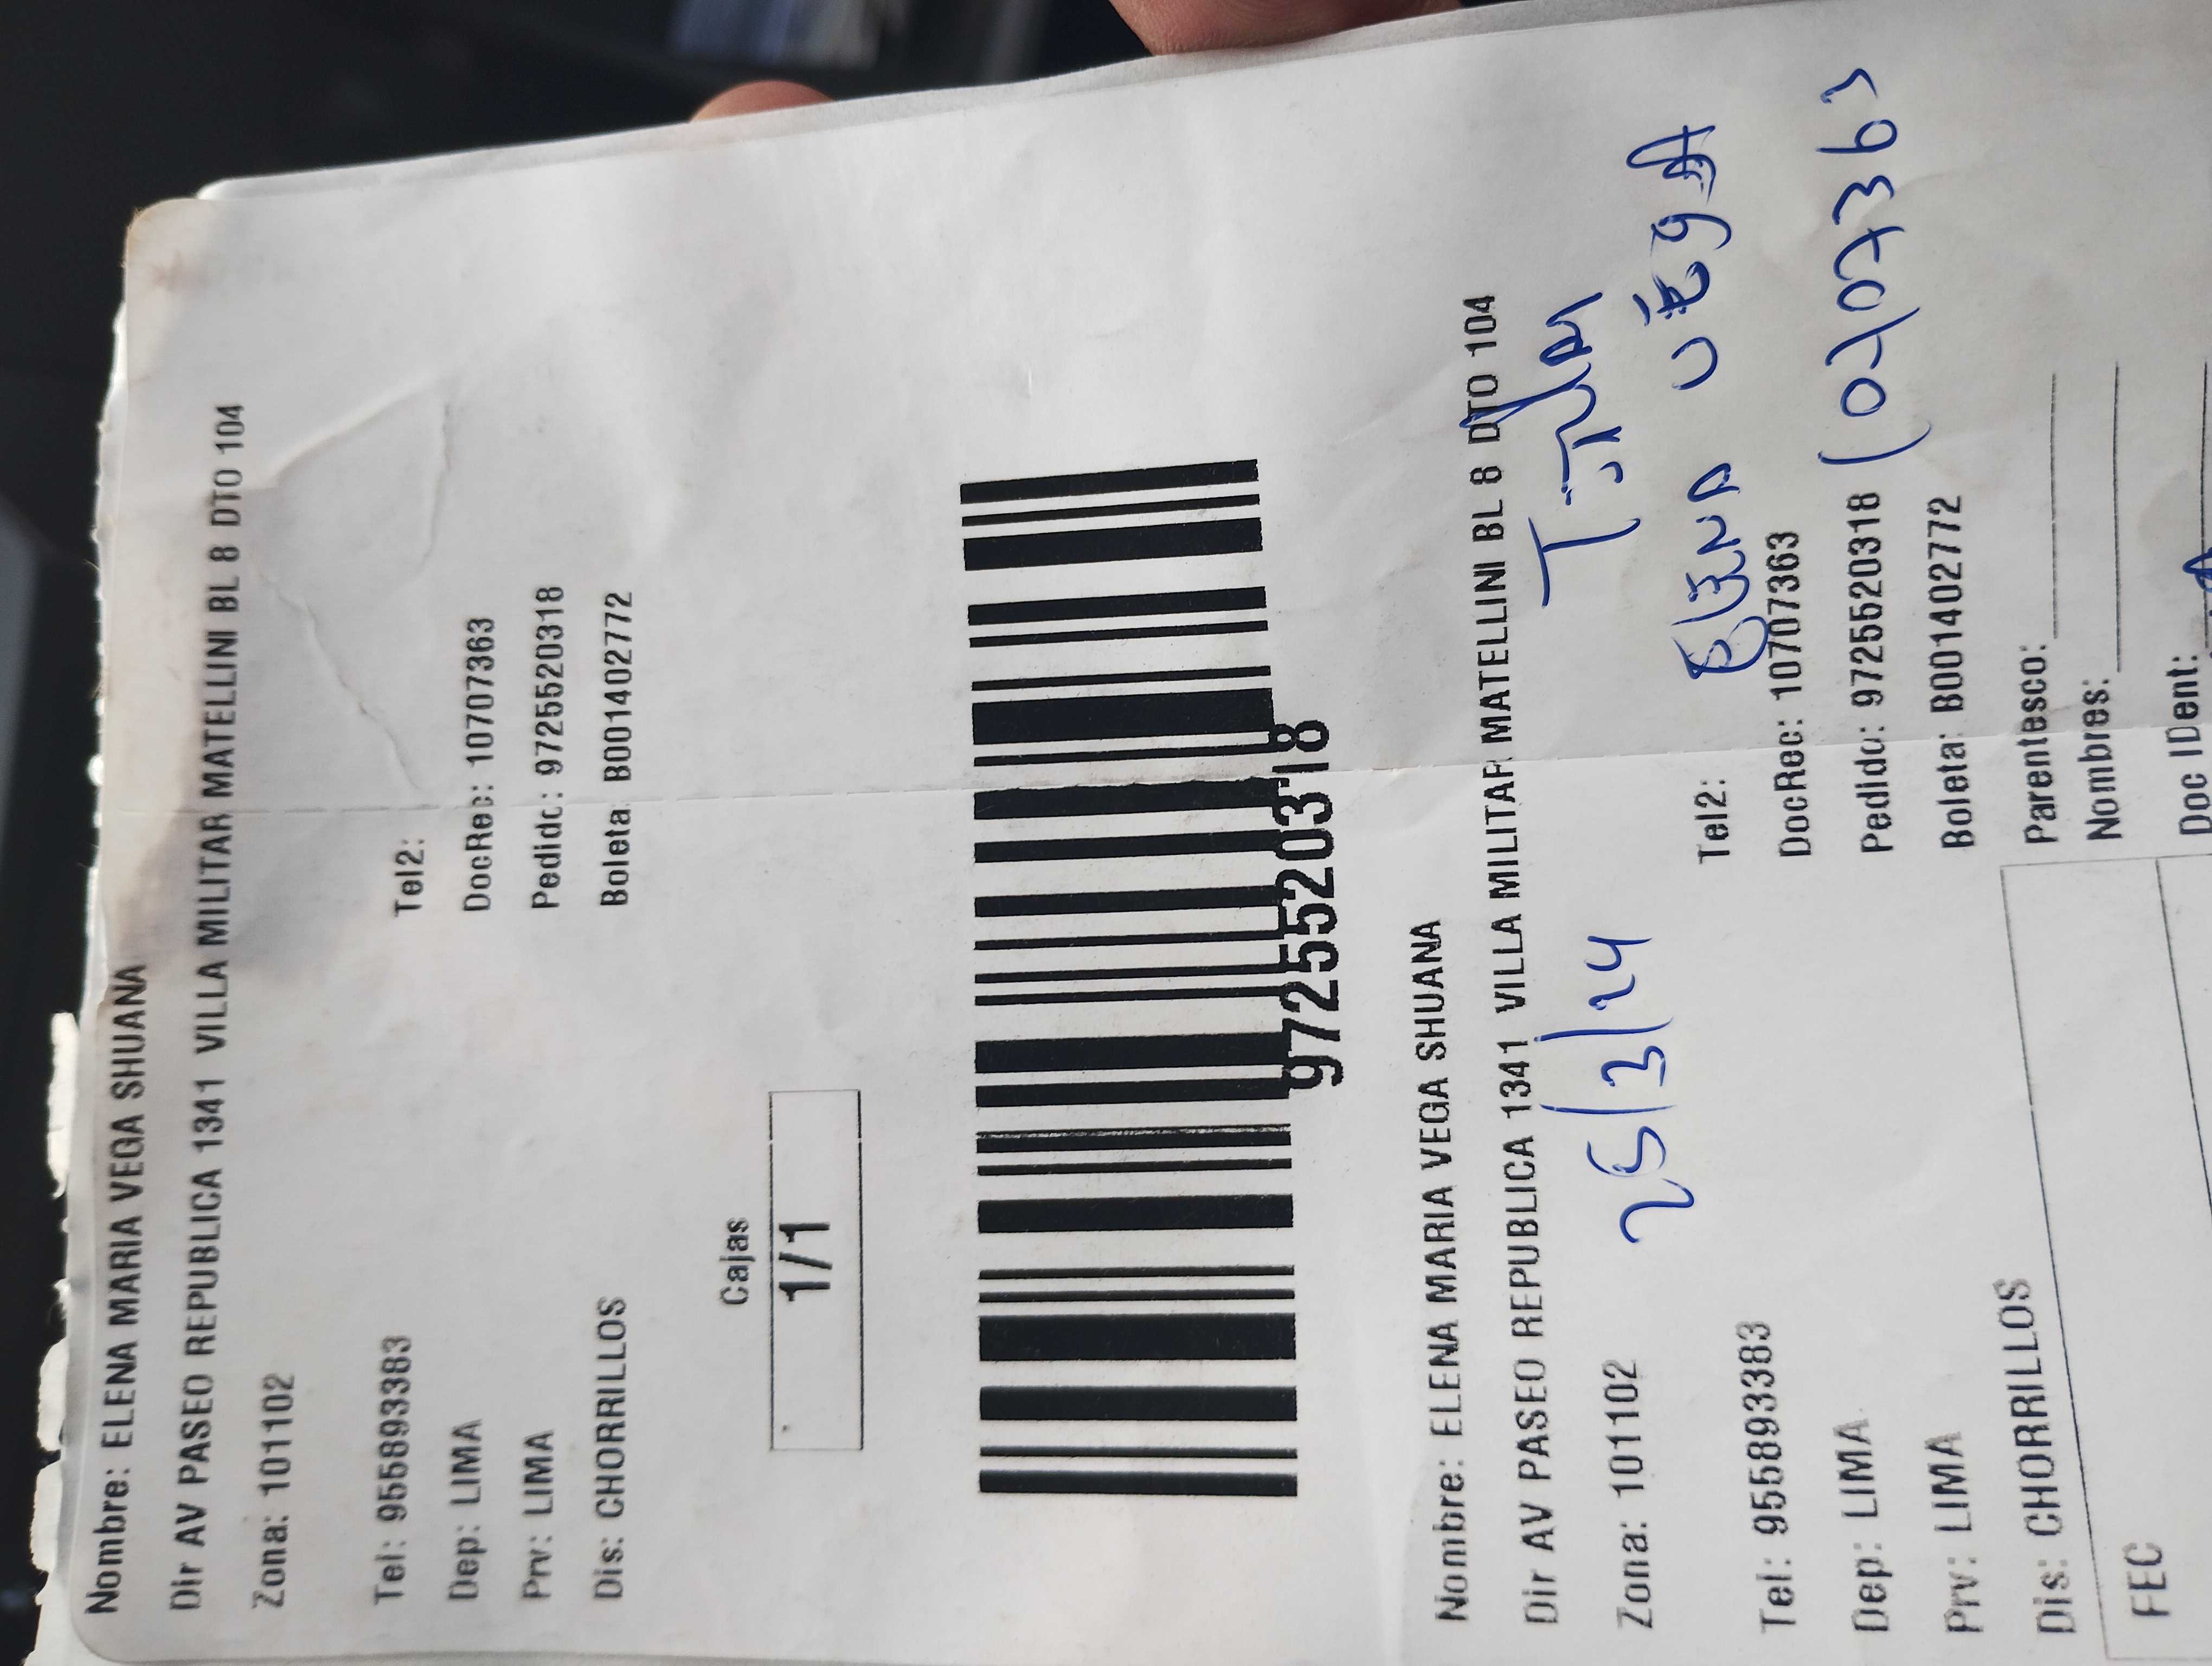 Nombre: ELENA MARIA VEGA SHUANA
Dir AV PASEO REPUBLICA 1341 VILLA MILITAR MATELLINI BL 8 DTO 104
Zona: 101102
Tel: 955893383 Tel2:
Dep: LIMA DocRec: 10707363
Prv: LIMA Pedido: 9725520318
Dis: CHORRILLOS Boleta: B001402772
Cajas
1/1
9725520318
Nombre: ELENA MARIA VEGA SHUANA
Dir AV PASEO REPUBLICA 1341 VILLA MILITAR MATELLINI BL 8 DTO 104
Zona: 101102 25/3/24
Tel: 955893383 Tel2: Elena Vega
Dep: LIMA DocRec: 10707363
Prv: LIMA Pedido: 9725520318 10707363
Dis: CHORRILLOS Boleta: B001402772
FEC Parentesco:
Nombres:
Doc IDent: